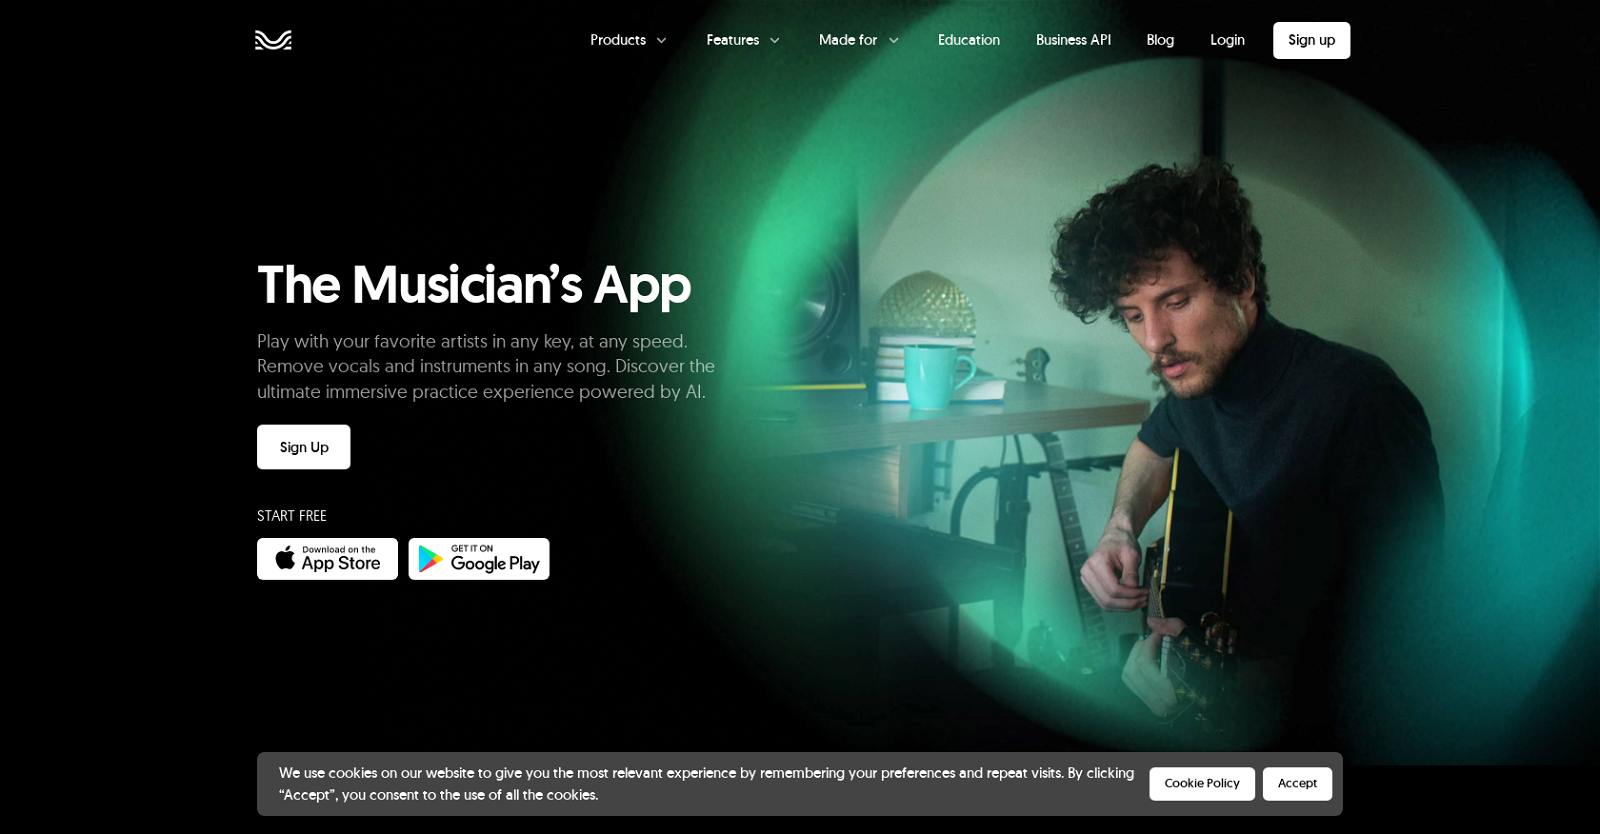 Products
Features
Made for
Education
Business API
Blog
Login
Sign up
The Musician’s App
Play with your favorite artists in any key, at any speed.
Remove vocals and instruments in any song. Discover the
ultimate immersive practice experience powered by AI.
Sign Up
START FREE
Download on the
App Store
GET IT ON
Google Play
We use cookies on our website to give you the most relevant experience by remembering your preferences and repeat visits. By clicking
“Accept”, you consent to the use of all the cookies.
Cookie Policy
Accept